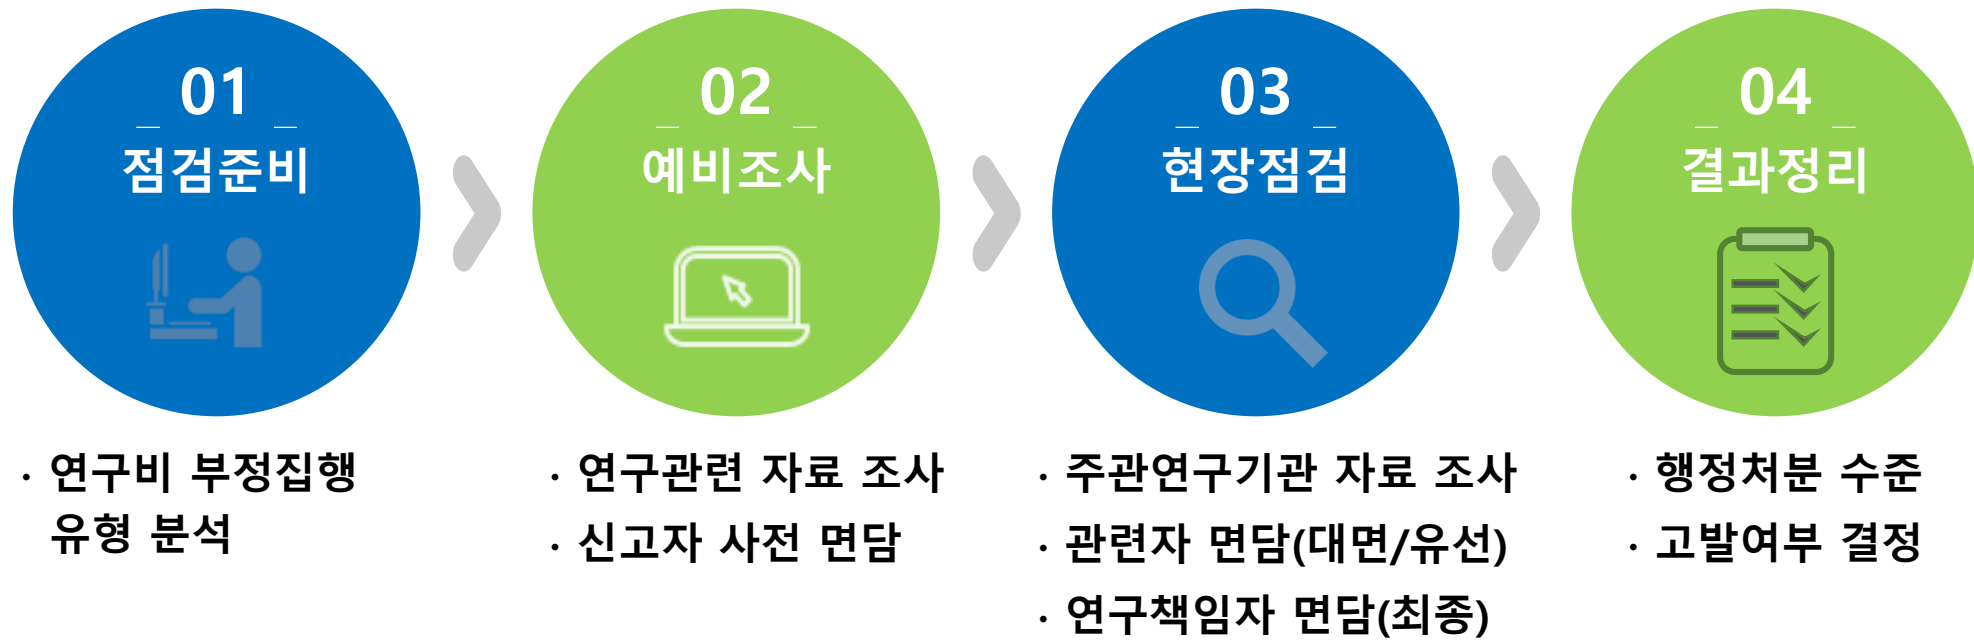 01
점검준비
· 연구비 부정집행
유형 분석
02
예비조사
· 연구관련 자료 조사
· 신고자 사전 면담
03
현장점검
· 주관연구기관 자료 조사
· 관련자 면담(대면/유선)
· 연구책임자 면담(최종)
04
결과정리
· 행정처분 수준
· 고발여부 결정